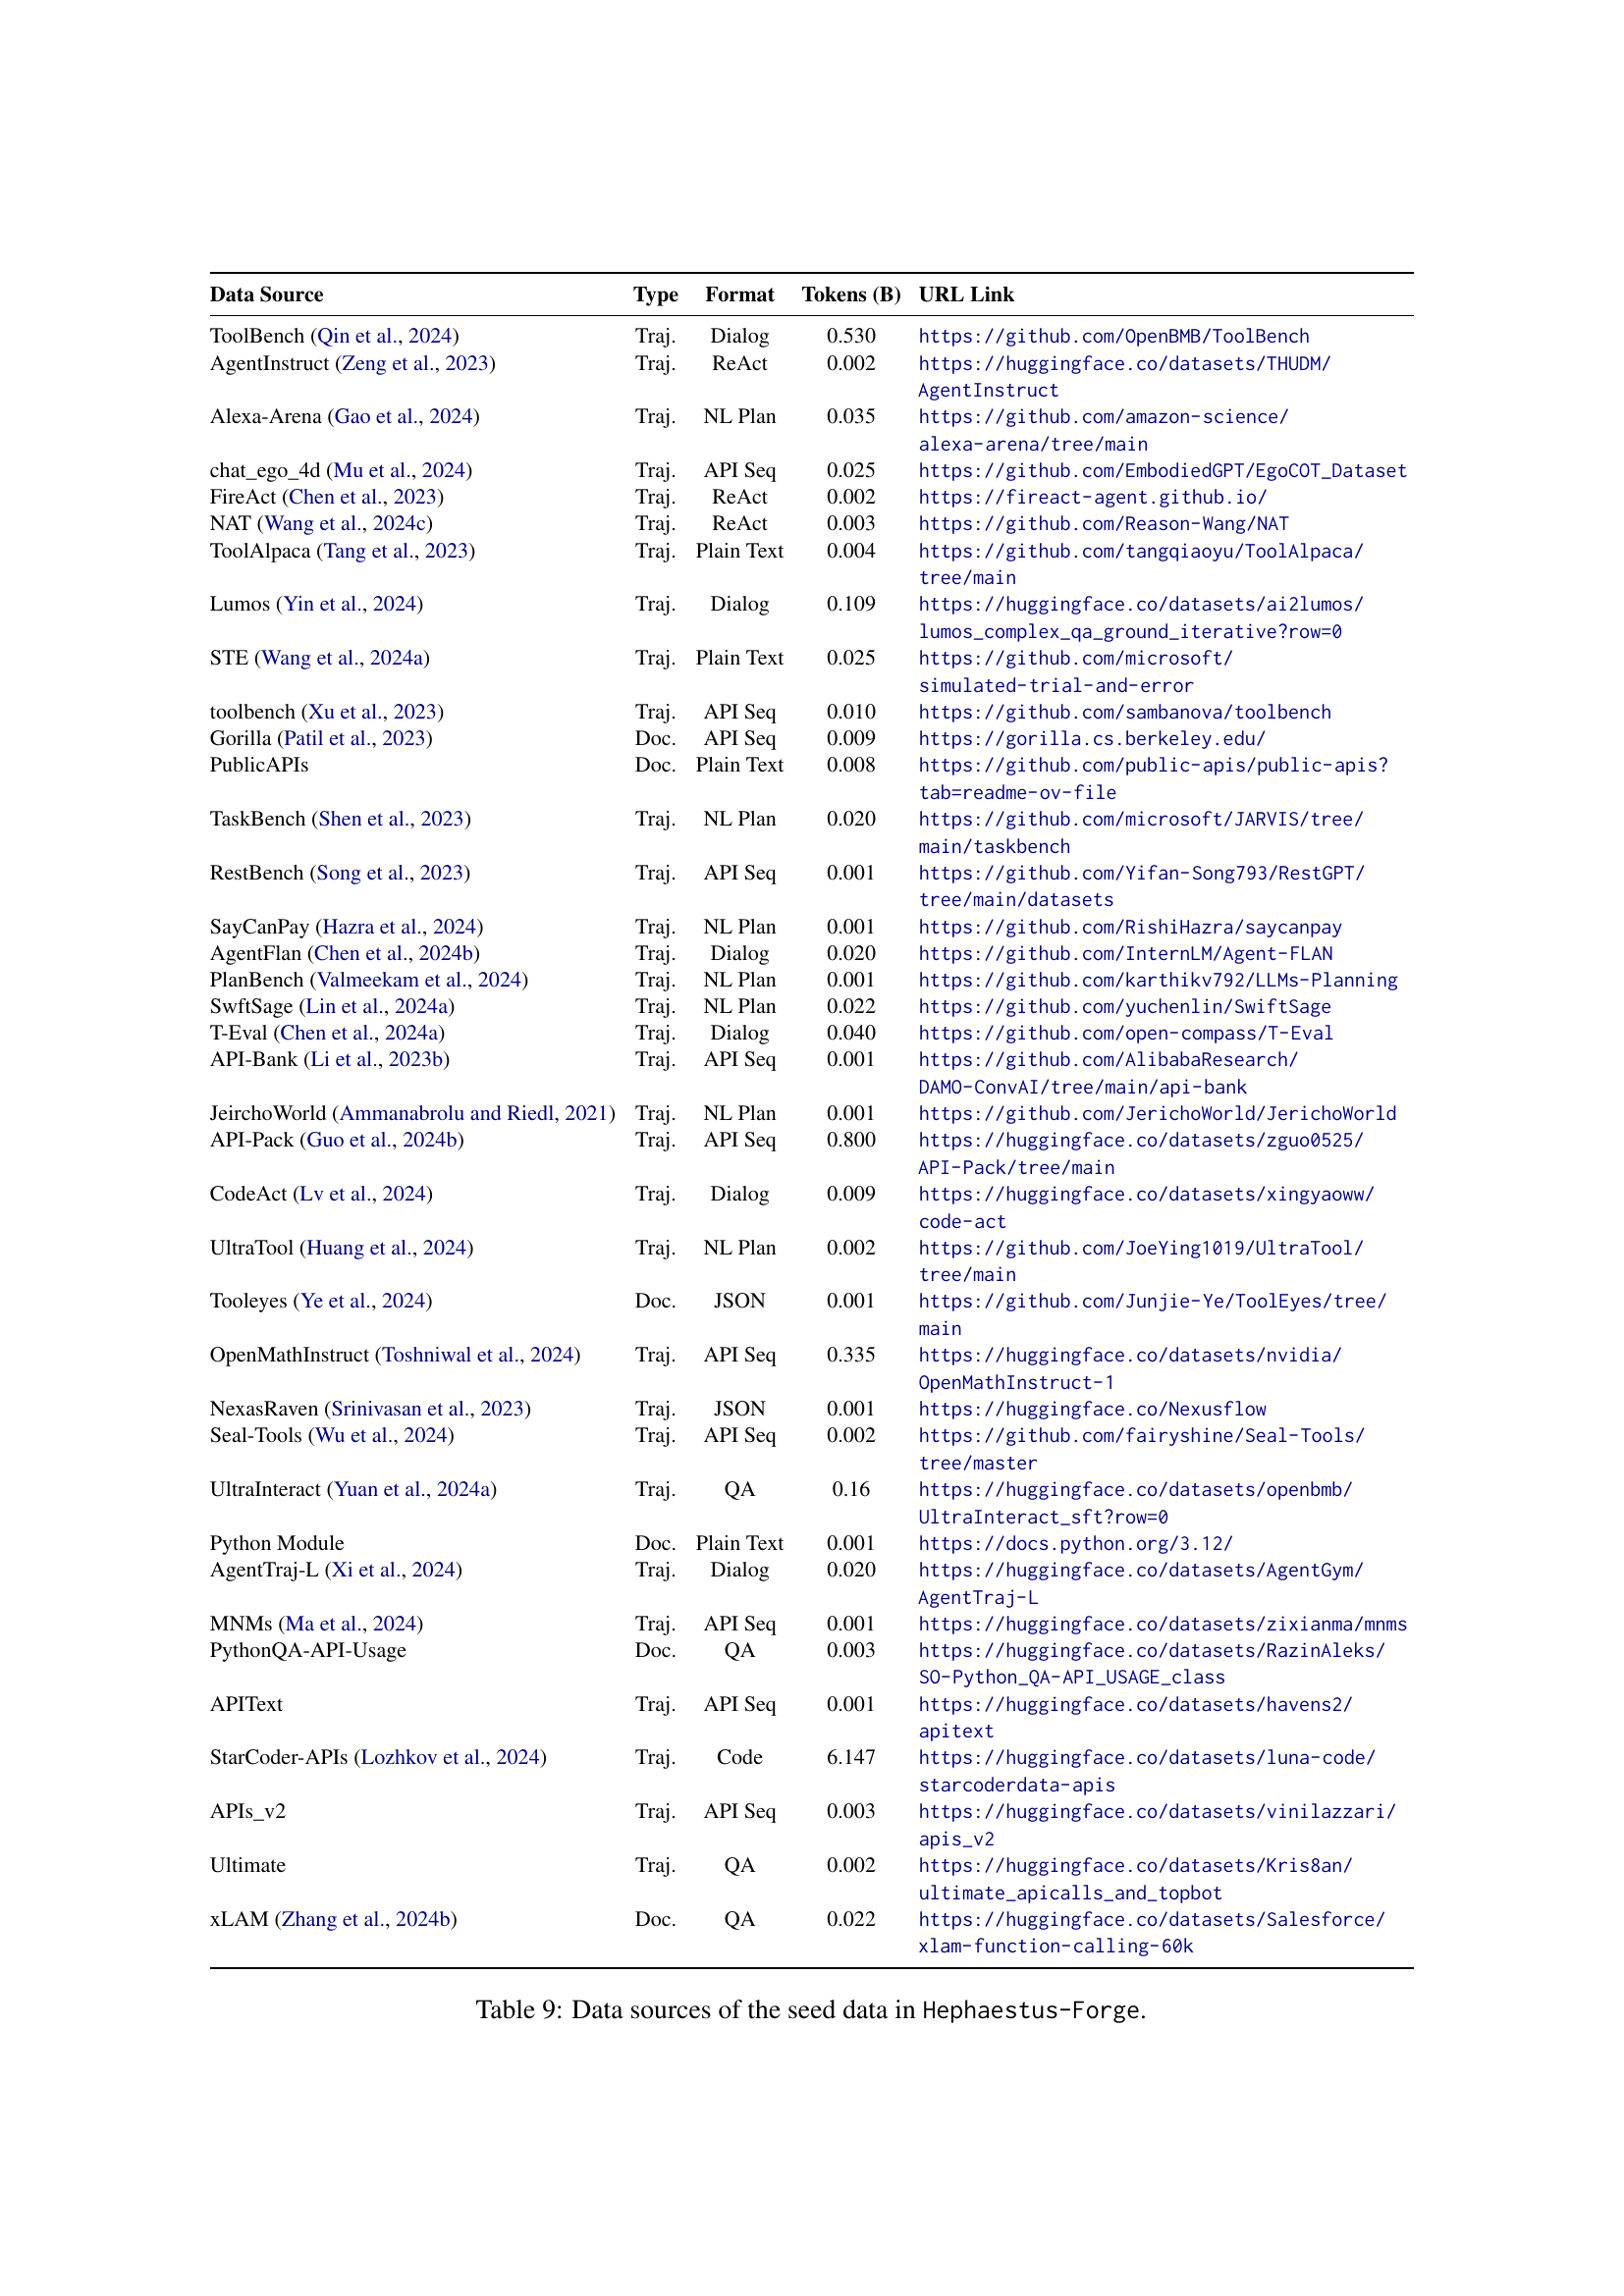 Data Source Type Format Tokens (B) URL Link
ToolBench (Qin et al., 2024) Traj. Dialog 0.530 https://github.com/OpenBMB/ToolBench
AgentInstruct (Zeng et al., 2023) Traj. ReAct 0.002 https://huggingface.co/datasets/THUDM/
AgentInstruct
Alexa-Arena (Gao et al., 2024) Traj. NL Plan 0.035 https://github.com/amazon-science/
alexa-arena/tree/main
chat_ego_4d (Mu et al., 2024) Traj. API Seq 0.025 https://github.com/EmbodiedGPT/EgoCOT_Dataset
FireAct (Chen et al., 2023) Traj. ReAct 0.002 https://fireact-agent.github.io/
NAT (Wang et al., 2024c) Traj. ReAct 0.003 https://github.com/Reason-Wang/NAT
ToolAlpaca (Tang et al., 2023) Traj. Plain Text 0.004 https://github.com/tangqiaoyu/ToolAlpaca/
tree/main
Lumos (Yin et al., 2024) Traj. Dialog 0.109 https://huggingface.co/datasets/ai2lumos/
lumos_complex_qa_ground_iterative?row=0
STE (Wang et al., 2024a) Traj. Plain Text 0.025 https://github.com/microsoft/
simulated-trial-and-error
toolbench (Xu et al., 2023) Traj. API Seq 0.010 https://github.com/sambanova/toolbench
Gorilla (Patil et al., 2023) Doc. API Seq 0.009 https://gorilla.cs.berkeley.edu/
PublicAPIs Doc. Plain Text 0.008 https://github.com/public-apis/public-apis?
tab=readme-ov-file
TaskBench (Shen et al., 2023) Traj. NL Plan 0.020 https://github.com/microsoft/JARVIS/tree/
main/taskbench
RestBench (Song et al., 2023) Traj. API Seq 0.001 https://github.com/Yifan-Song793/RestGPT/
tree/main/datasets
SayCanPay (Hazra et al., 2024) Traj. NL Plan 0.001 https://github.com/RishiHazra/saycanpay
AgentFlan (Chen et al., 2024b) Traj. Dialog 0.020 https://github.com/InternLM/Agent-FLAN
PlanBench (Valmeekam et al., 2024) Traj. NL Plan 0.001 https://github.com/karthikv792/LLMs-Planning
SwftSage (Lin et al., 2024a) Traj. NL Plan 0.022 https://github.com/yuchenlin/SwiftSage
T-Eval (Chen et al., 2024a) Traj. Dialog 0.040 https://github.com/open-compass/T-Eval
API-Bank (Li et al., 2023b) Traj. API Seq 0.001 https://github.com/AlibabaResearch/
DAMO-ConvAI/tree/main/api-bank
JeirchoWorld (Ammanabrolu and Riedl, 2021) Traj. NL Plan 0.001 https://github.com/JerichoWorld/JerichoWorld
API-Pack (Guo et al., 2024b) Traj. API Seq 0.800 https://huggingface.co/datasets/zguo0525/
API-Pack/tree/main
CodeAct (Lv et al., 2024) Traj. Dialog 0.009 https://huggingface.co/datasets/xingyaoww/
code-act
UltraTool (Huang et al., 2024) Traj. NL Plan 0.002 https://github.com/JoeYing1019/UltraTool/
tree/main
Tooleyes (Ye et al., 2024) Doc. JSON 0.001 https://github.com/Junjie-Ye/ToolEyes/tree/
main
OpenMathInstruct (Toshniwal et al., 2024) Traj. API Seq 0.335 https://huggingface.co/datasets/nvidia/
OpenMathInstruct-1
NexasRaven (Srinivasan et al., 2023) Traj. JSON 0.001 https://huggingface.co/Nexusflow
Seal-Tools (Wu et al., 2024) Traj. API Seq 0.002 https://github.com/fairyshine/Seal-Tools/
tree/master
UltraInteract (Yuan et al., 2024a) Traj. QA 0.16 https://huggingface.co/datasets/openbmb/
UltraInteract_sft?row=0
Python Module Doc. Plain Text 0.001 https://docs.python.org/3.12/
AgentTraj-L (Xi et al., 2024) Traj. Dialog 0.020 https://huggingface.co/datasets/AgentGym/
AgentTraj-L
MNMs (Ma et al., 2024) Traj. API Seq 0.001 https://huggingface.co/datasets/zixianma/mnms
PythonQA-API-Usage Doc. QA 0.003 https://huggingface.co/datasets/RazinAleks/
SO-Python_QA-API_USAGE_class
APIText Traj. API Seq 0.001 https://huggingface.co/datasets/havens2/
apitext
StarCoder-APIs (Lozhkov et al., 2024) Traj. Code 6.147 https://huggingface.co/datasets/luna-code/
starcoderdata-apis
APIs_v2 Traj. API Seq 0.003 https://huggingface.co/datasets/vinilazzari/
apis_v2
Ultimate Traj. QA 0.002 https://huggingface.co/datasets/Kris8an/
ultimate_apicalls_and_topbot
xLAM (Zhang et al., 2024b) Doc. QA 0.022 https://huggingface.co/datasets/Salesforce/
xlam-function-calling-60k
Table 9: Data sources of the seed data in Hephaestus-Forge.